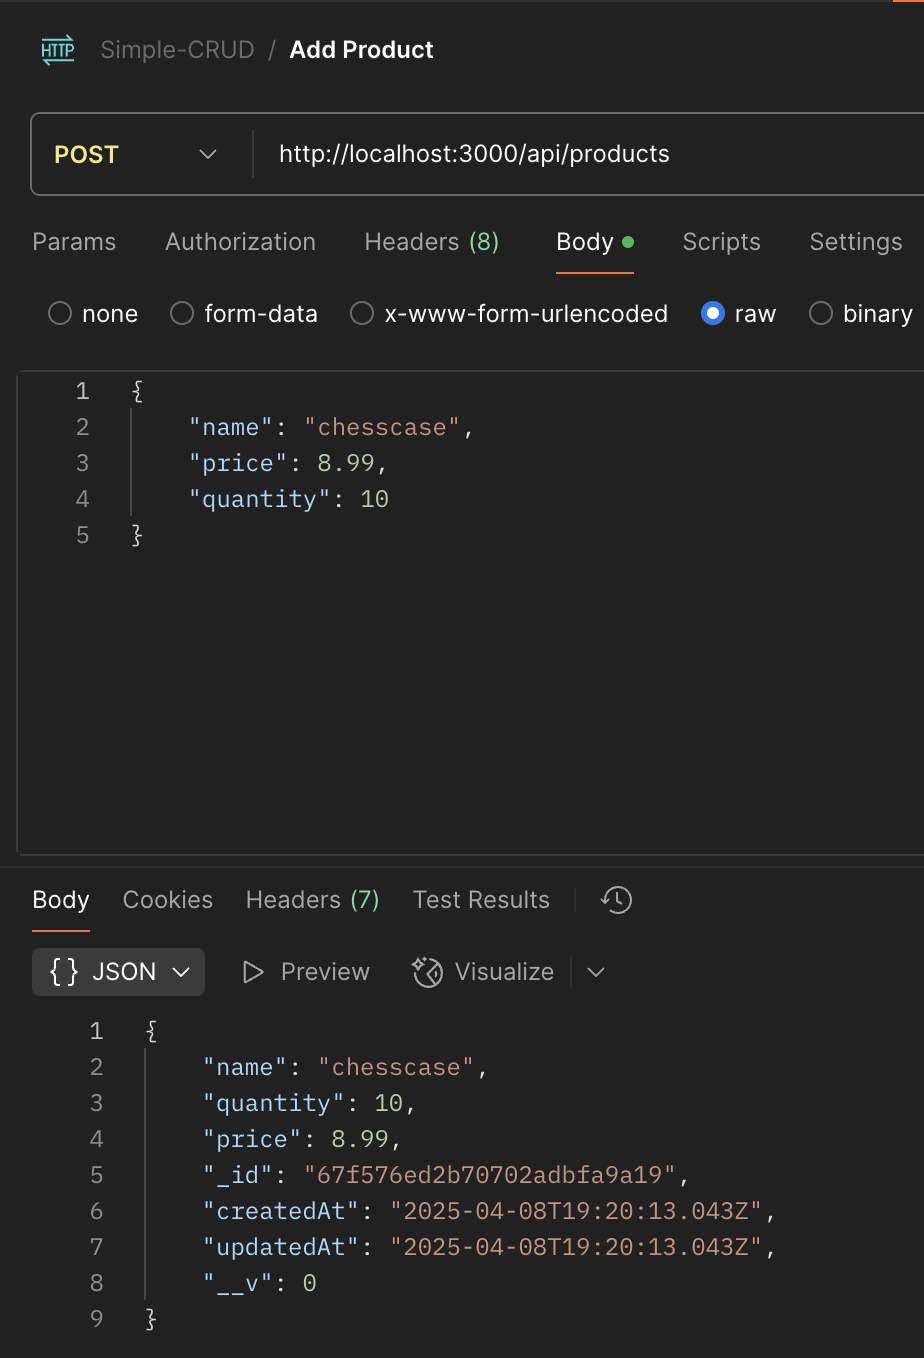 HTTP Simple-CRUD / Add Product
POST http://localhost:3000/api/products
Params Authorization Headers (8) Body Scripts Settings
none form-data x-www-form-urlencoded raw binary
1 {
2 "name": "chesscase",
3 "price": 8.99,
4 "quantity": 10
5 }
Body Cookies Headers (7) Test Results
{} JSON Preview Visualize
1 {
2 "name": "chesscase",
3 "quantity": 10,
4 "price": 8.99,
5 "_id": "67f576ed2b70702adbfa9a19",
6 "createdAt": "2025-04-08T19:20:13.043Z",
7 "updatedAt": "2025-04-08T19:20:13.043Z",
8 "__v": 0
9 }